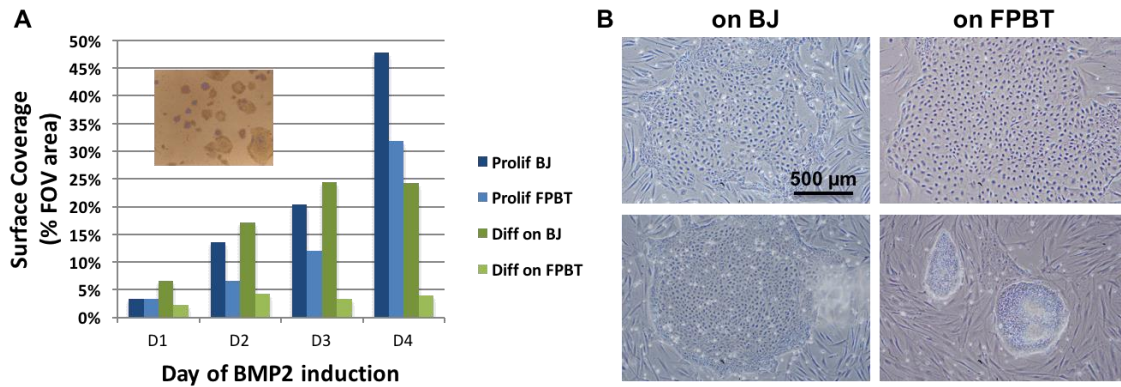 A
50%
45%
40%
35%
30%
25%
20%
15%
10%
5%
0%
Surface Coverage
(% FOV area)
D1 D2 D3 D4
Day of BMP2 induction
Prolif BJ
Prolif FPBT
Diff on BJ
Diff on FPBT
B
on BJ on FPBT
500 µm